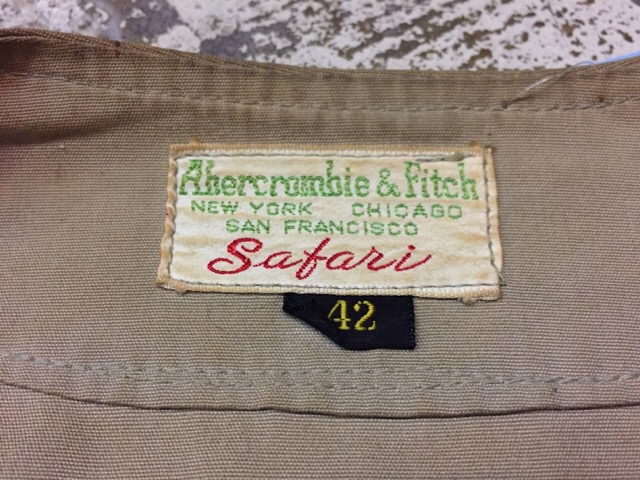 Abercrombie & Fitch
NEW YORK CHICAGO
SAN FRANCISCO
Safari
42